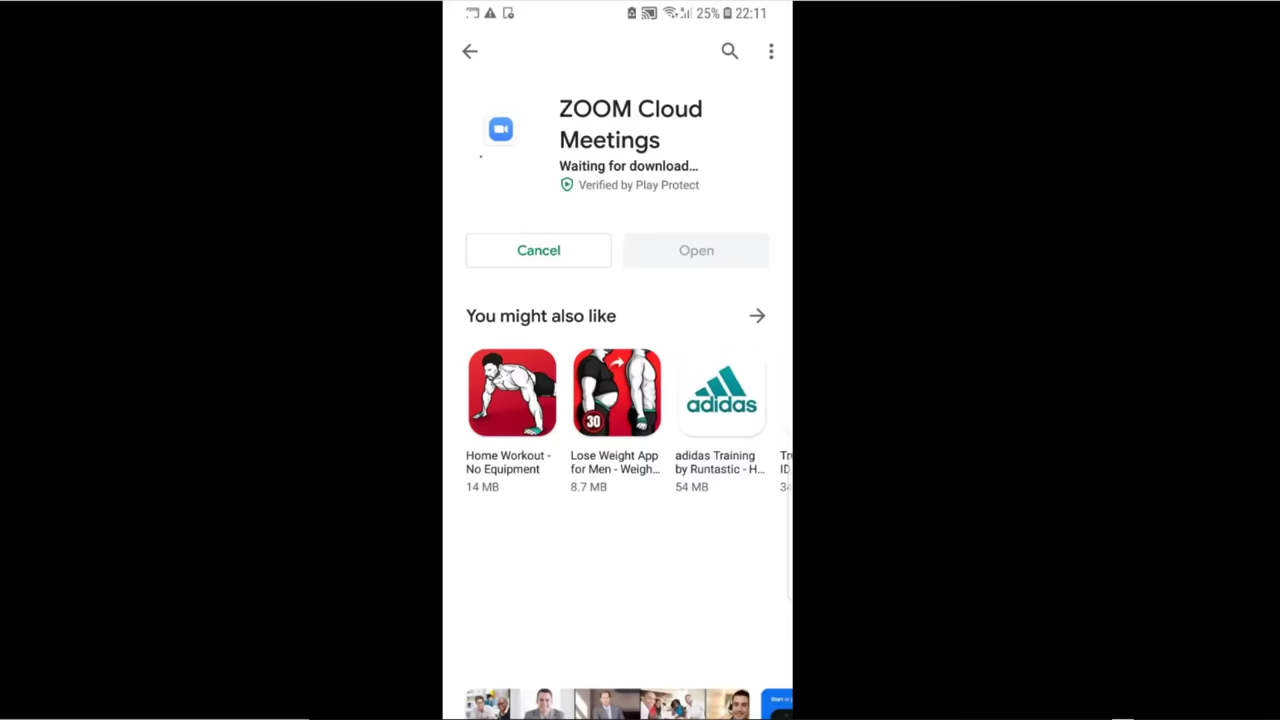 25% 22:11
ZOOM Cloud
Meetings
Waiting for download...
Verified by Play Protect
Cancel
Open
You might also like
30
adidas
Home Workout -
No Equipment
14 MB
Lose Weight App
for Men - Weigh...
8.7 MB
adidas Training
by Runtastic - H...
54 MB